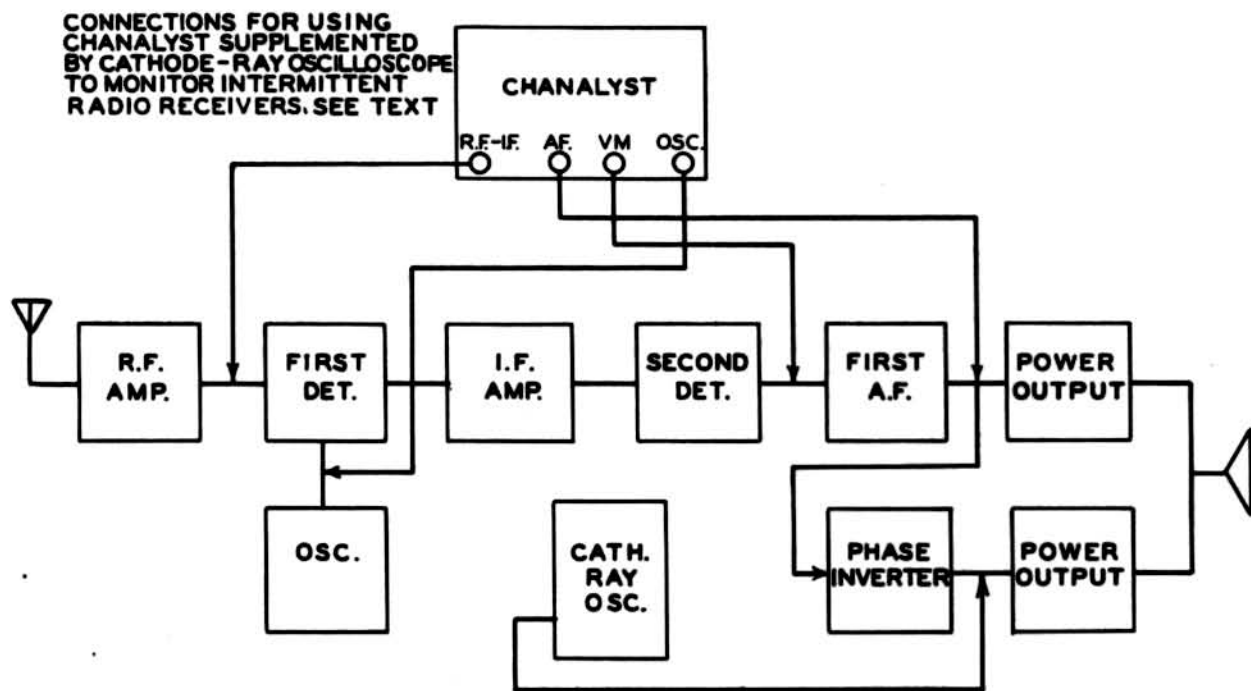 CONNECTIONS FOR USING
CHANALYST SUPPLEMENTED
BY CATHODE-RAY OSCILLOSCOPE
TO MONITOR INTERMITTENT
RADIO RECEIVERS. SEE TEXT
CHANALYST
R.F.-I.F. A.F. VM OSC.
R.F.
AMP.
FIRST
DET.
I.F.
AMP.
SECOND
DET.
FIRST
A.F.
POWER
OUTPUT
OSC.
CATH.
RAY
OSC.
PHASE
INVERTER
POWER
OUTPUT